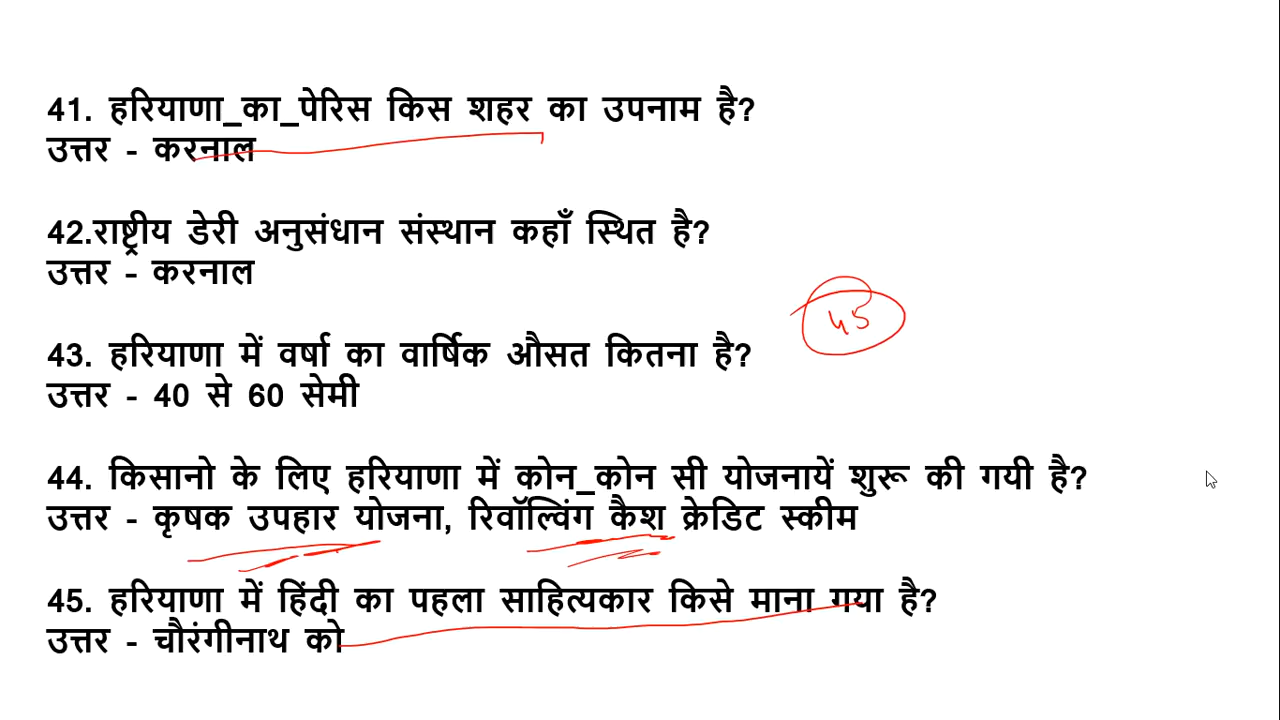 41. हरियाणा_का_पेरिस किस शहर का उपनाम है?
उत्तर - करनाल
42.राष्ट्रीय डेरी अनुसंधान संस्थान कहाँ स्थित है?
उत्तर - करनाल
45
43. हरियाणा में वर्षा का वार्षिक औसत कितना है?
उत्तर - 40 से 60 सेमी
44. किसानो के लिए हरियाणा में कोन_कोन सी योजनायें शुरू की गयी है?
उत्तर - कृषक उपहार योजना, रिवॉल्विंग कैश क्रेडिट स्कीम
45. हरियाणा में हिंदी का पहला साहित्यकार किसे माना गया है?
उत्तर - चौरंगीनाथ को